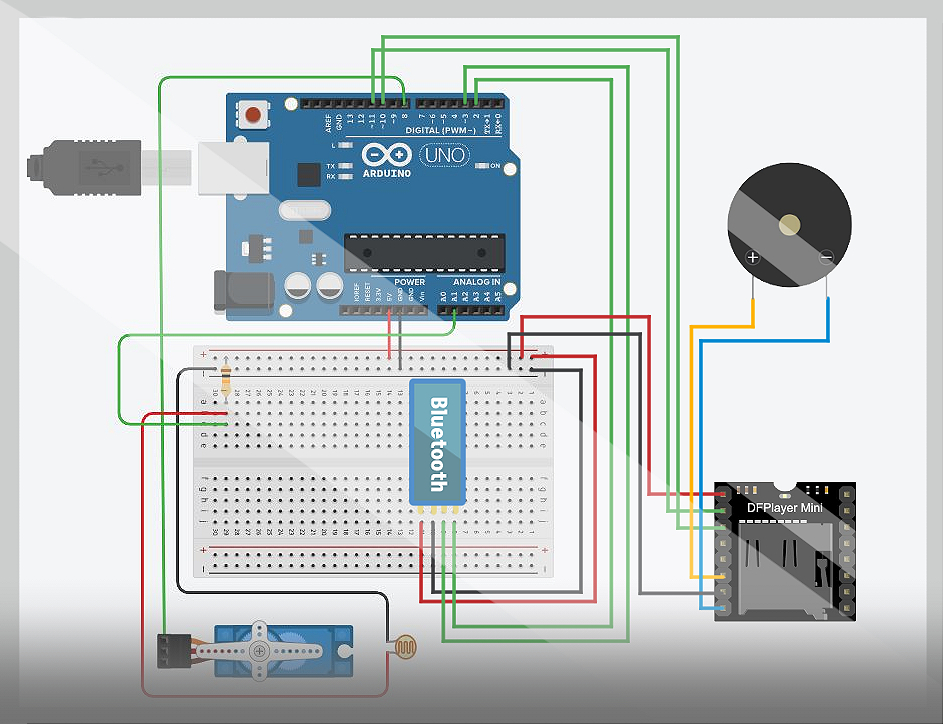 AREF
GND
13
12
~11
~10
~9
8
7
~6
~5
4
~3
2
TX→1
RX←0
DIGITAL (PWM~)
L
TX
RX
UNO
ON
ARDUINO
POWER
ANALOG IN
IOREF
RESET
3.3V
5V
GND
GND
Vin
A0
A1
A2
A3
A4
A5
Bluetooth
DFPlayer Mini